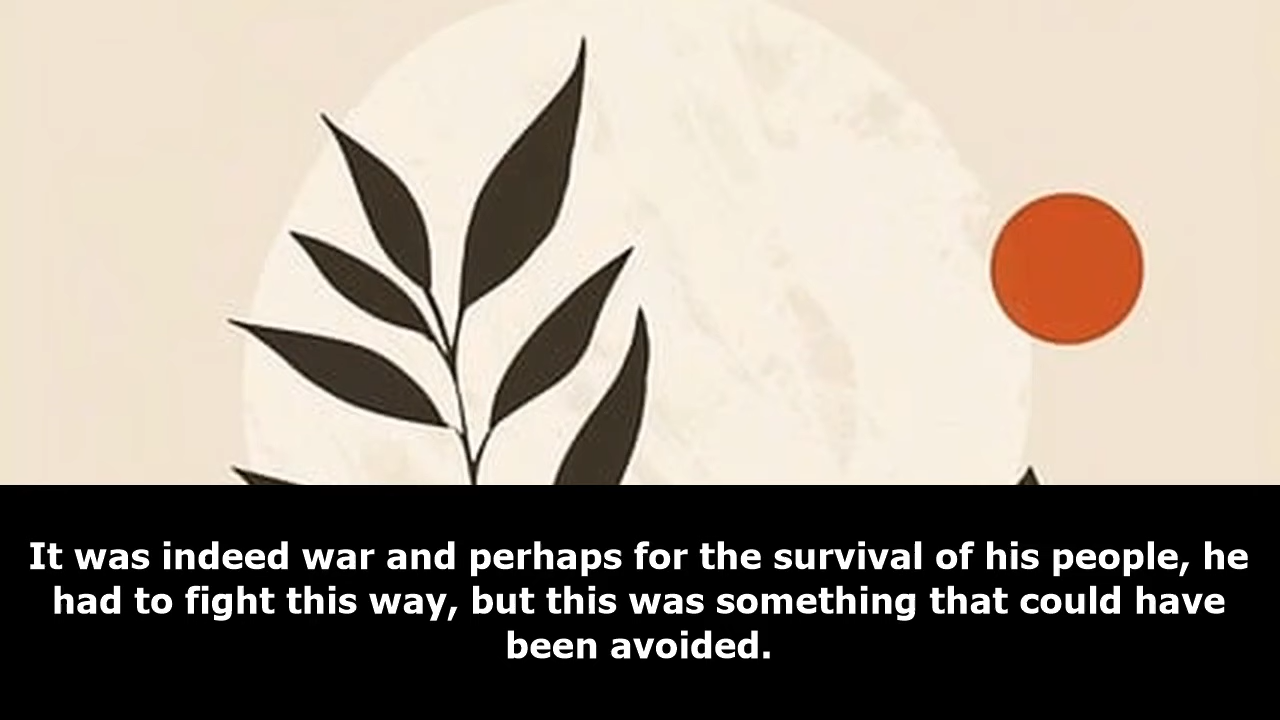 It was indeed war and perhaps for the survival of his people, he
had to fight this way, but this was something that could have
been avoided.